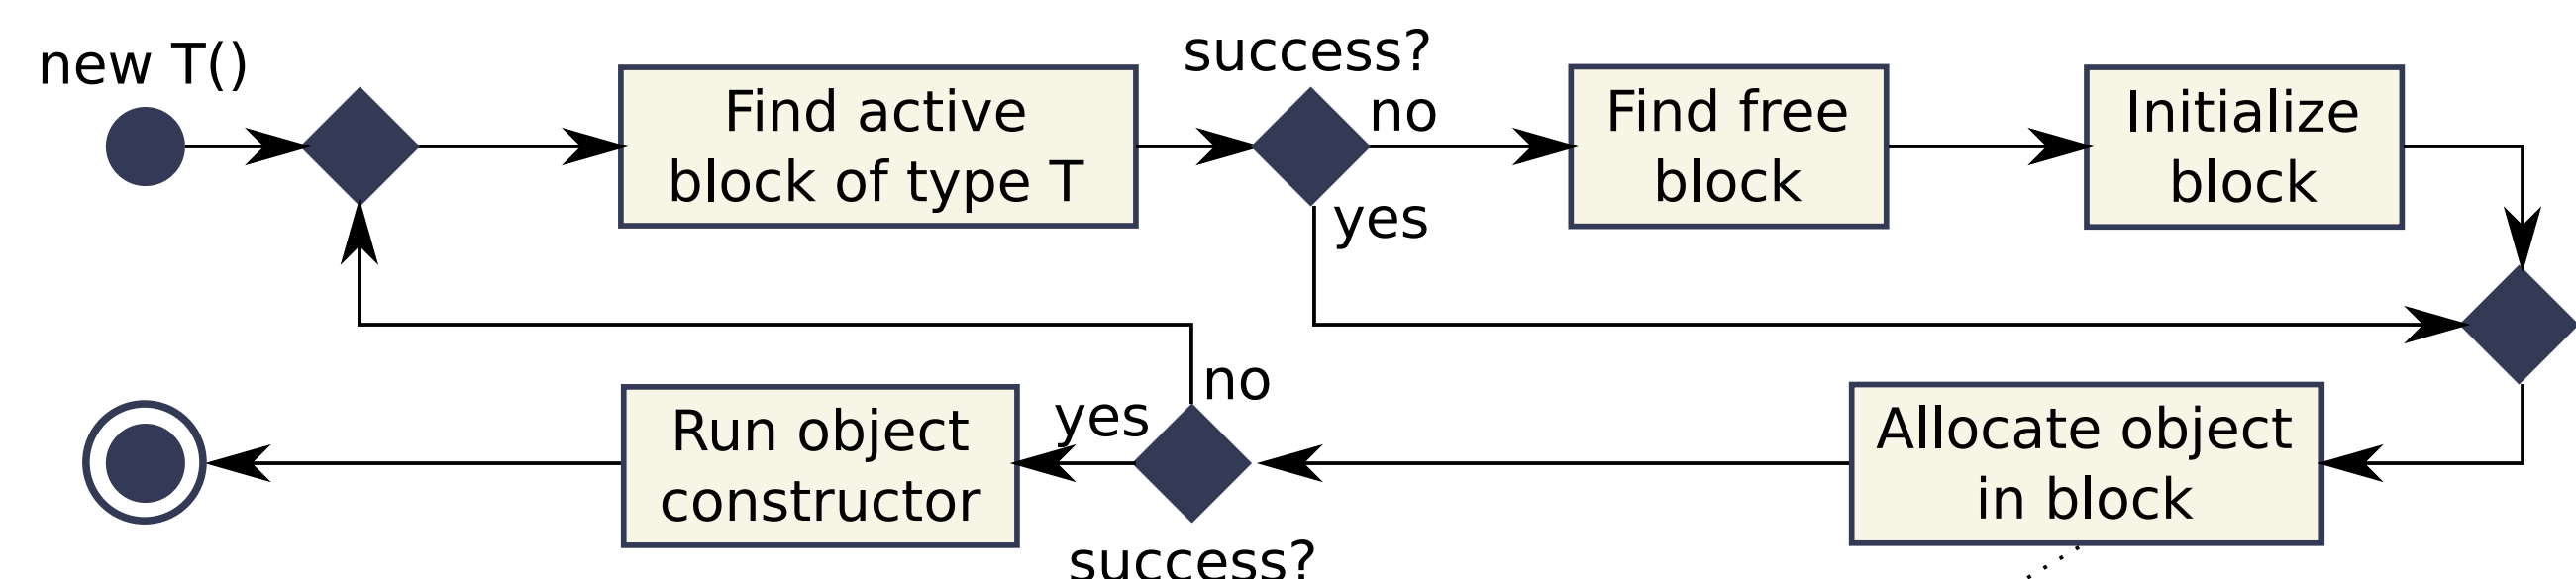 new T()
Find active
block of type T
success?
no
yes
Find free
block
Initialize
block
Run object
constructor
yes
no
success?
Allocate object
in block